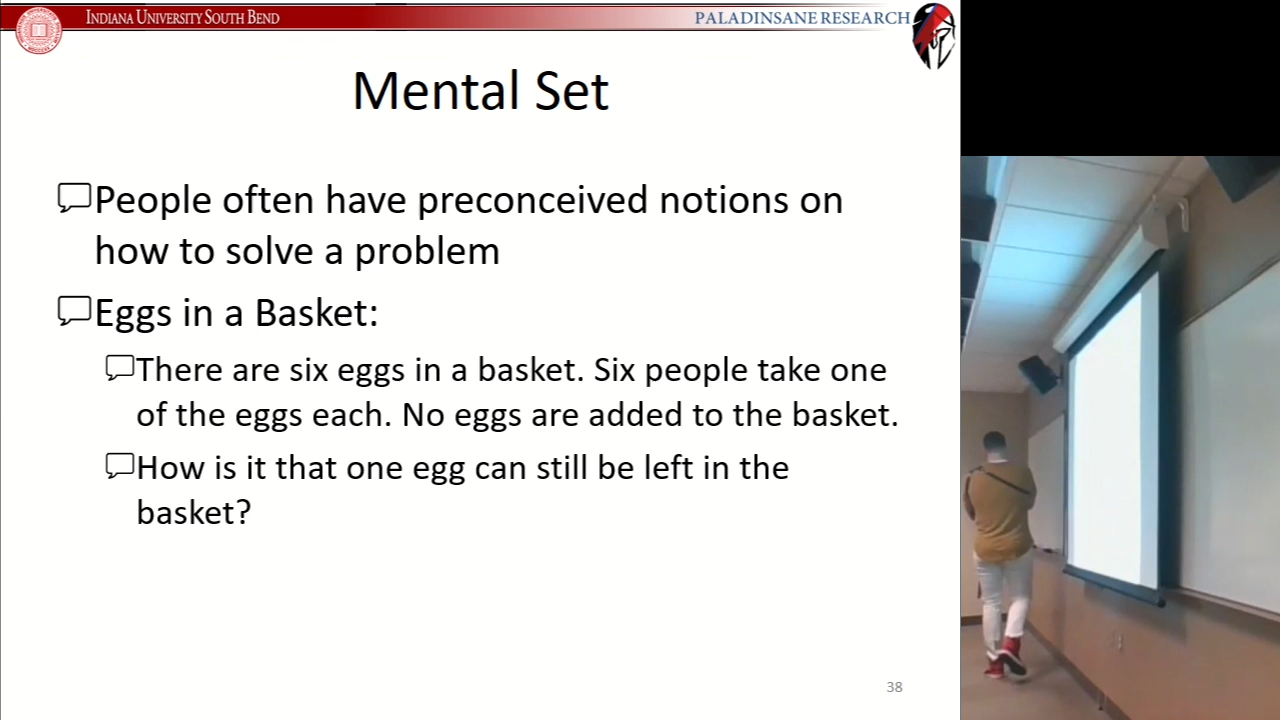 INDIANA UNIVERSITY SOUTH BEND
PALADINSANE RESEARCH
Mental Set
People often have preconceived notions on
how to solve a problem
Eggs in a Basket:
There are six eggs in a basket. Six people take one
of the eggs each. No eggs are added to the basket.
How is it that one egg can still be left in the
basket?
38